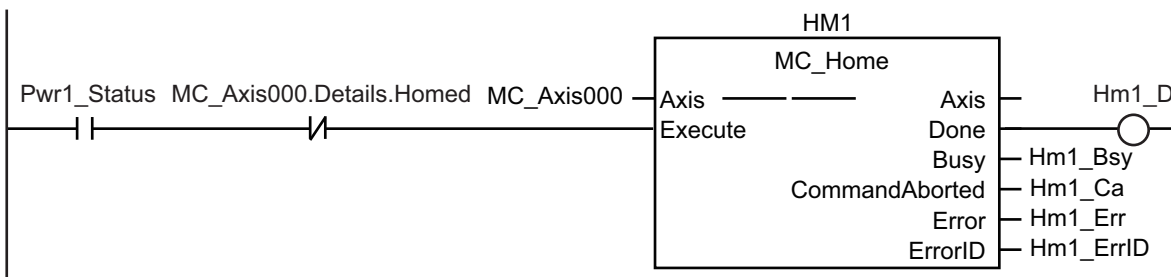 HM1
MC_Home
Pwr1_Status MC_Axis000.Details.Homed MC_Axis000 Axis Axis Hm1_D
Execute Done
Busy Hm1_Bsy
CommandAborted Hm1_Ca
Error Hm1_Err
ErrorID Hm1_ErrID